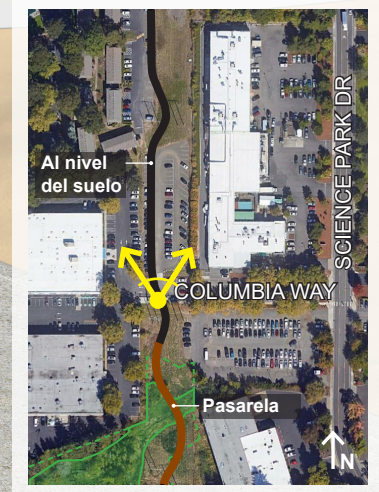 Al nivel
del suelo
SCIENCE PARK DR
COLUMBIA WAY
Pasarela
N